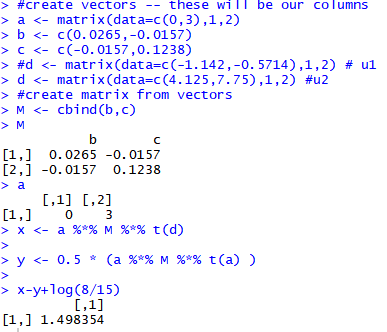 > #create vectors -- these will be our columns
> a <- matrix(data=c(0,3),1,2)
> b <- c(0.0265,-0.0157)
> c <- c(-0.0157,0.1238)
> #d <- matrix(data=c(-1.142,-0.5714),1,2) # u1
> d <- matrix(data=c(4.125,7.75),1,2) #u2
> #create matrix from vectors
> M <- cbind(b,c)
> M
b c
[1,] 0.0265 -0.0157
[2,] -0.0157 0.1238
> a
[,1] [,2]
[1,] 0 3
> x <- a %*% M %*% t(d)
>
> y <- 0.5 * (a %*% M %*% t(a) )
>
> x-y+log(8/15)
[,1]
[1,] 1.498354